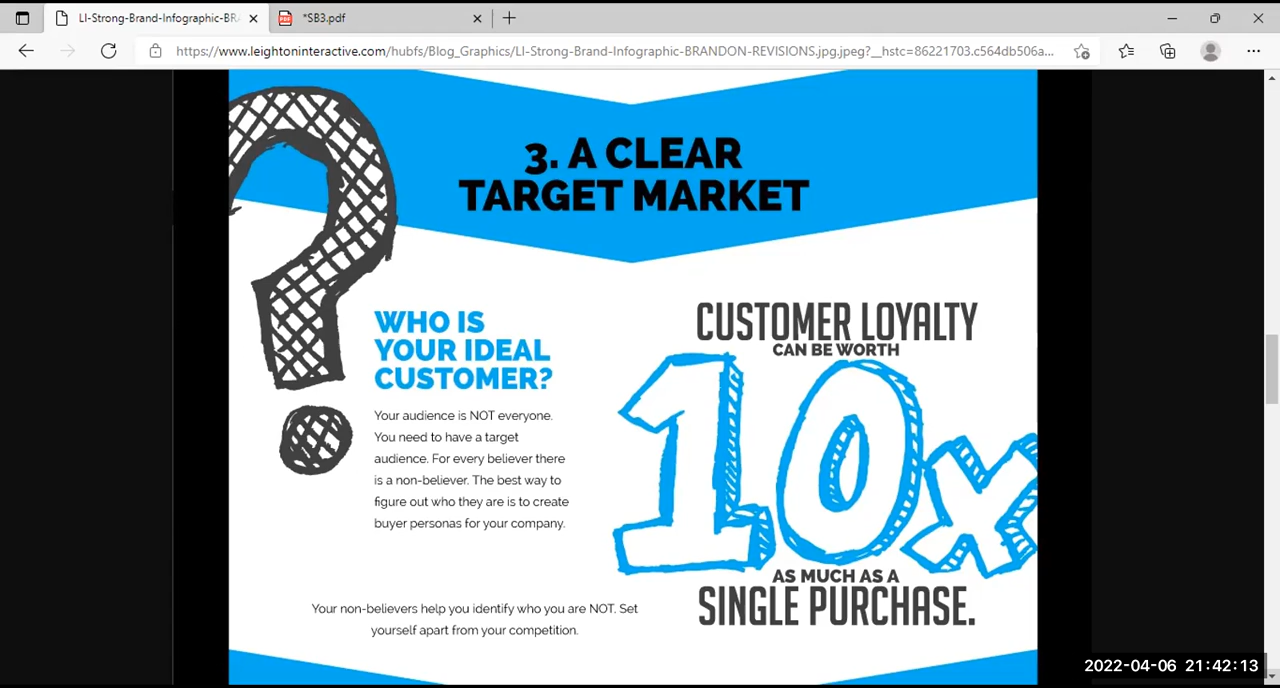 LI-Strong-Brand-Infographic-BRA
*SB3.pdf
https://www.leightoninteractive.com/hubfs/Blog_Graphics/LI-Strong-Brand-Infographic-BRANDON-REVISIONS.jpg.jpeg?__hstc=86221703.c564db506a...
3. A CLEAR
TARGET MARKET
WHO IS
YOUR IDEAL
CUSTOMER?
Your audience is NOT everyone.
You need to have a target
audience. For every believer there
is a non-believer. The best way to
figure out who they are is to create
buyer personas for your company.
CUSTOMER LOYALTY
CAN BE WORTH
10x
AS MUCH AS A
SINGLE PURCHASE.
Your non-believers help you identify who you are NOT. Set
yourself apart from your competition.
2022-04-06 21:42:13